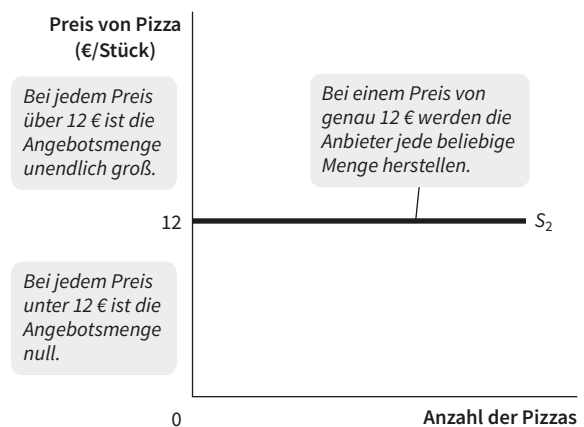 Preis von Pizza
(€/Stück)
Bei jedem Preis
über 12 € ist die
Angebotsmenge
unendlich groß.
Bei einem Preis von
genau 12 € werden die
Anbieter jede beliebige
Menge herstellen.
12
S₂
Bei jedem Preis
unter 12 € ist die
Angebotsmenge
null.
0
Anzahl der Pizzas